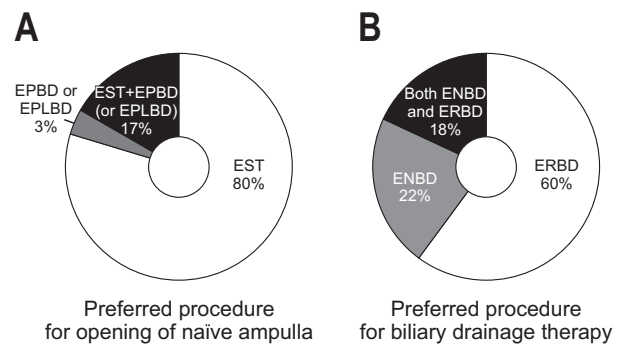 A
EPBD or
EPLBD
3%
EST+EPBD
(or EPLBD)
17%
EST
80%
Preferred procedure
for opening of naïve ampulla
B
Both ENBD
and ERBD
18%
ENBD
22%
ERBD
60%
Preferred procedure
for biliary drainage therapy